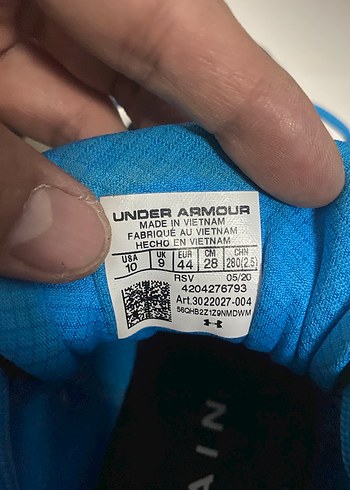 UNDER ARMOUR
MADE IN VIETNAM
FABRIQUÉ AU VIETNAM
HECHO EN VIETNAM
USA UK EUR CM CHN
10 9 44 28 280(2.5)
RSV 05/20
4204276793
Art.3022027-004
56QHB2Z1Z9NMDWM
AIN